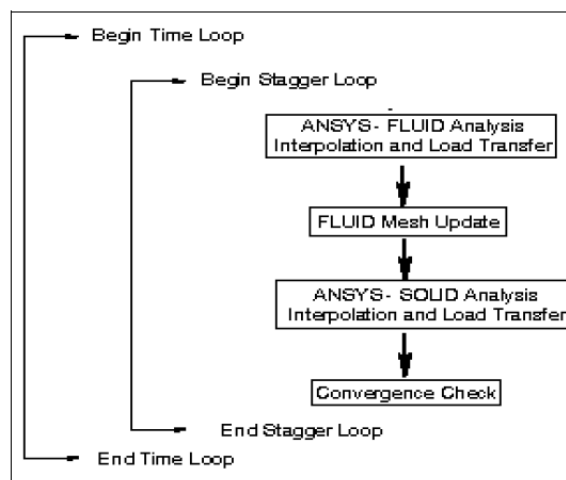 Begin Time Loop
Begin Stagger Loop
ANSYS- FLUID Analysis
Interpolation and Load Transfer
FLUID Mesh Update
ANSYS- SOLID Analysis
Interpolation and Load Transfer
Convergence Check
End Stagger Loop
End Time Loop